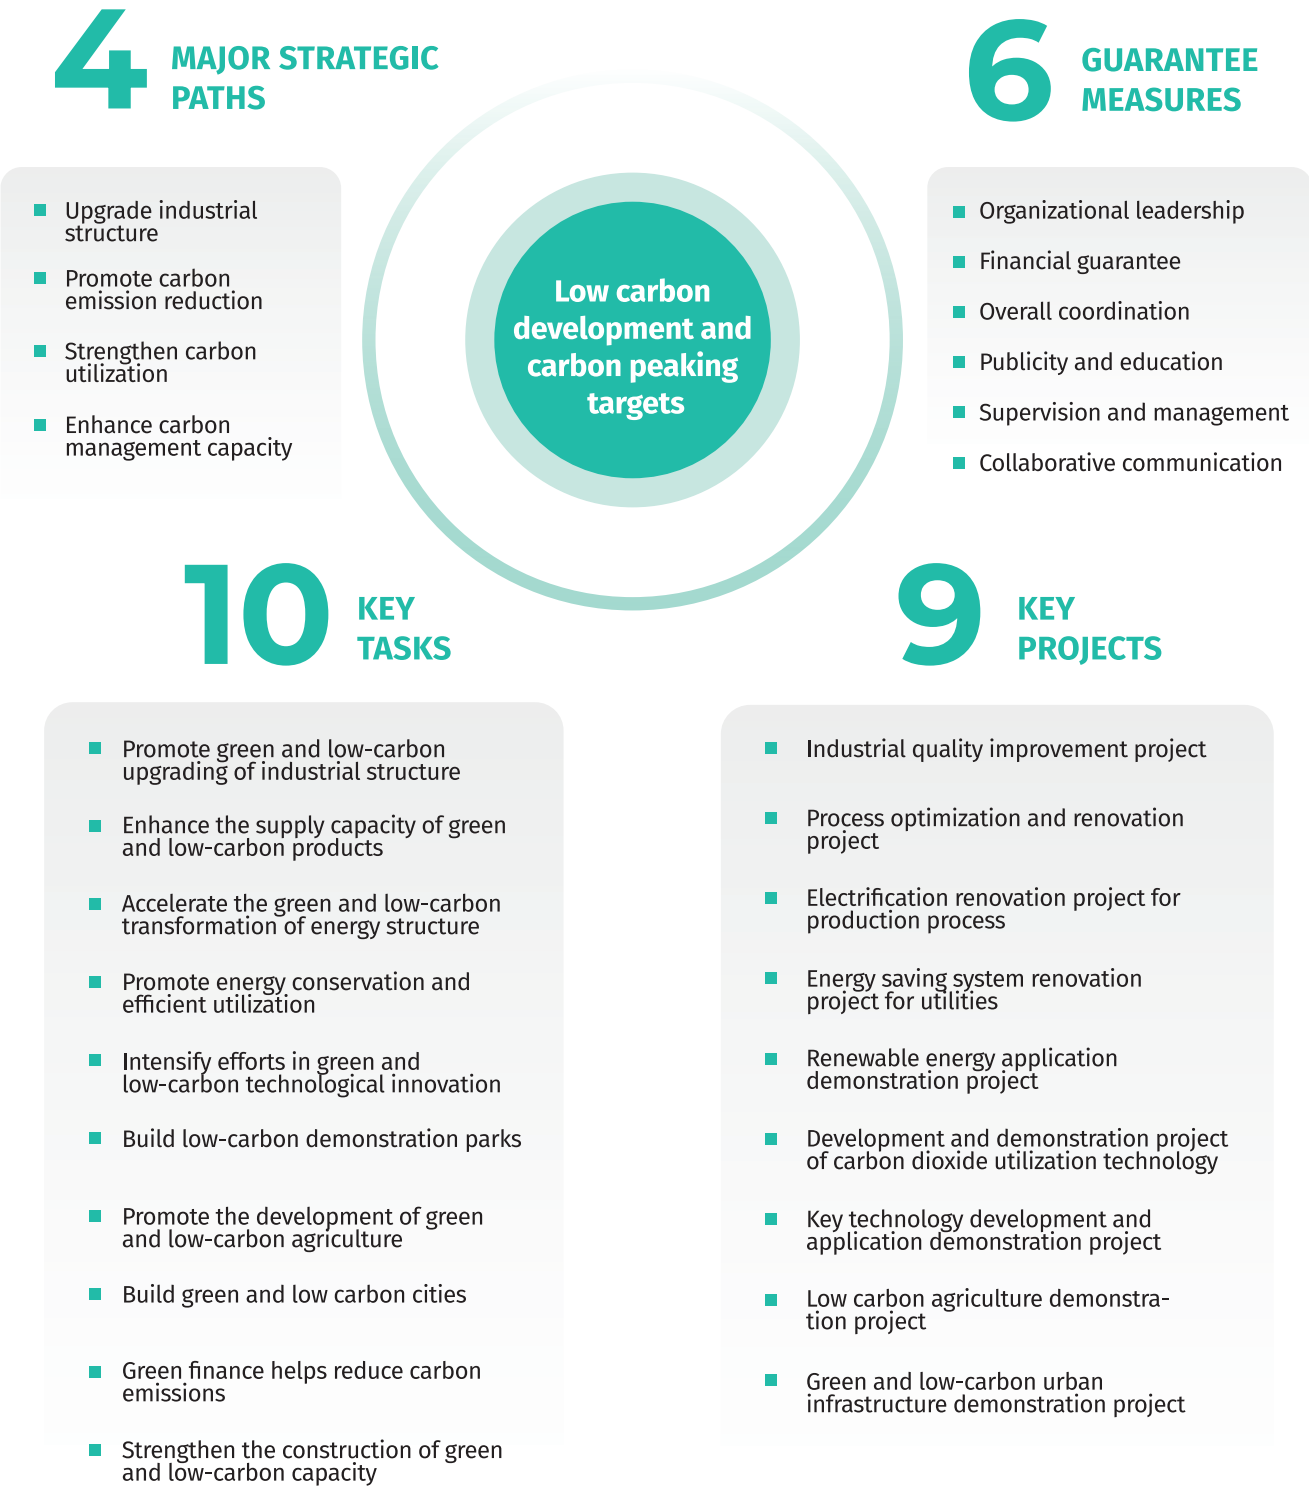 4
MAJOR STRATEGIC
PATHS
Upgrade industrial
structure
Promote carbon
emission reduction
Strengthen carbon
utilization
Enhance carbon
management capacity
Low carbon
development and
carbon peaking
targets
6
GUARANTEE
MEASURES
Organizational leadership
Financial guarantee
Overall coordination
Publicity and education
Supervision and management
Collaborative communication
10
KEY
TASKS
Promote green and low-carbon
upgrading of industrial structure
Enhance the supply capacity of green
and low-carbon products
Accelerate the green and low-carbon
transformation of energy structure
Promote energy conservation and
efficient utilization
Intensify efforts in green and
low-carbon technological innovation
Build low-carbon demonstration parks
Promote the development of green
and low-carbon agriculture
Build green and low carbon cities
Green finance helps reduce carbon
emissions
Strengthen the construction of green
and low-carbon capacity
9
KEY
PROJECTS
Industrial quality improvement project
Process optimization and renovation
project
Electrification renovation project for
production process
Energy saving system renovation
project for utilities
Renewable energy application
demonstration project
Development and demonstration project
of carbon dioxide utilization technology
Key technology development and
application demonstration project
Low carbon agriculture demonstra-
tion project
Green and low-carbon urban
infrastructure demonstration project